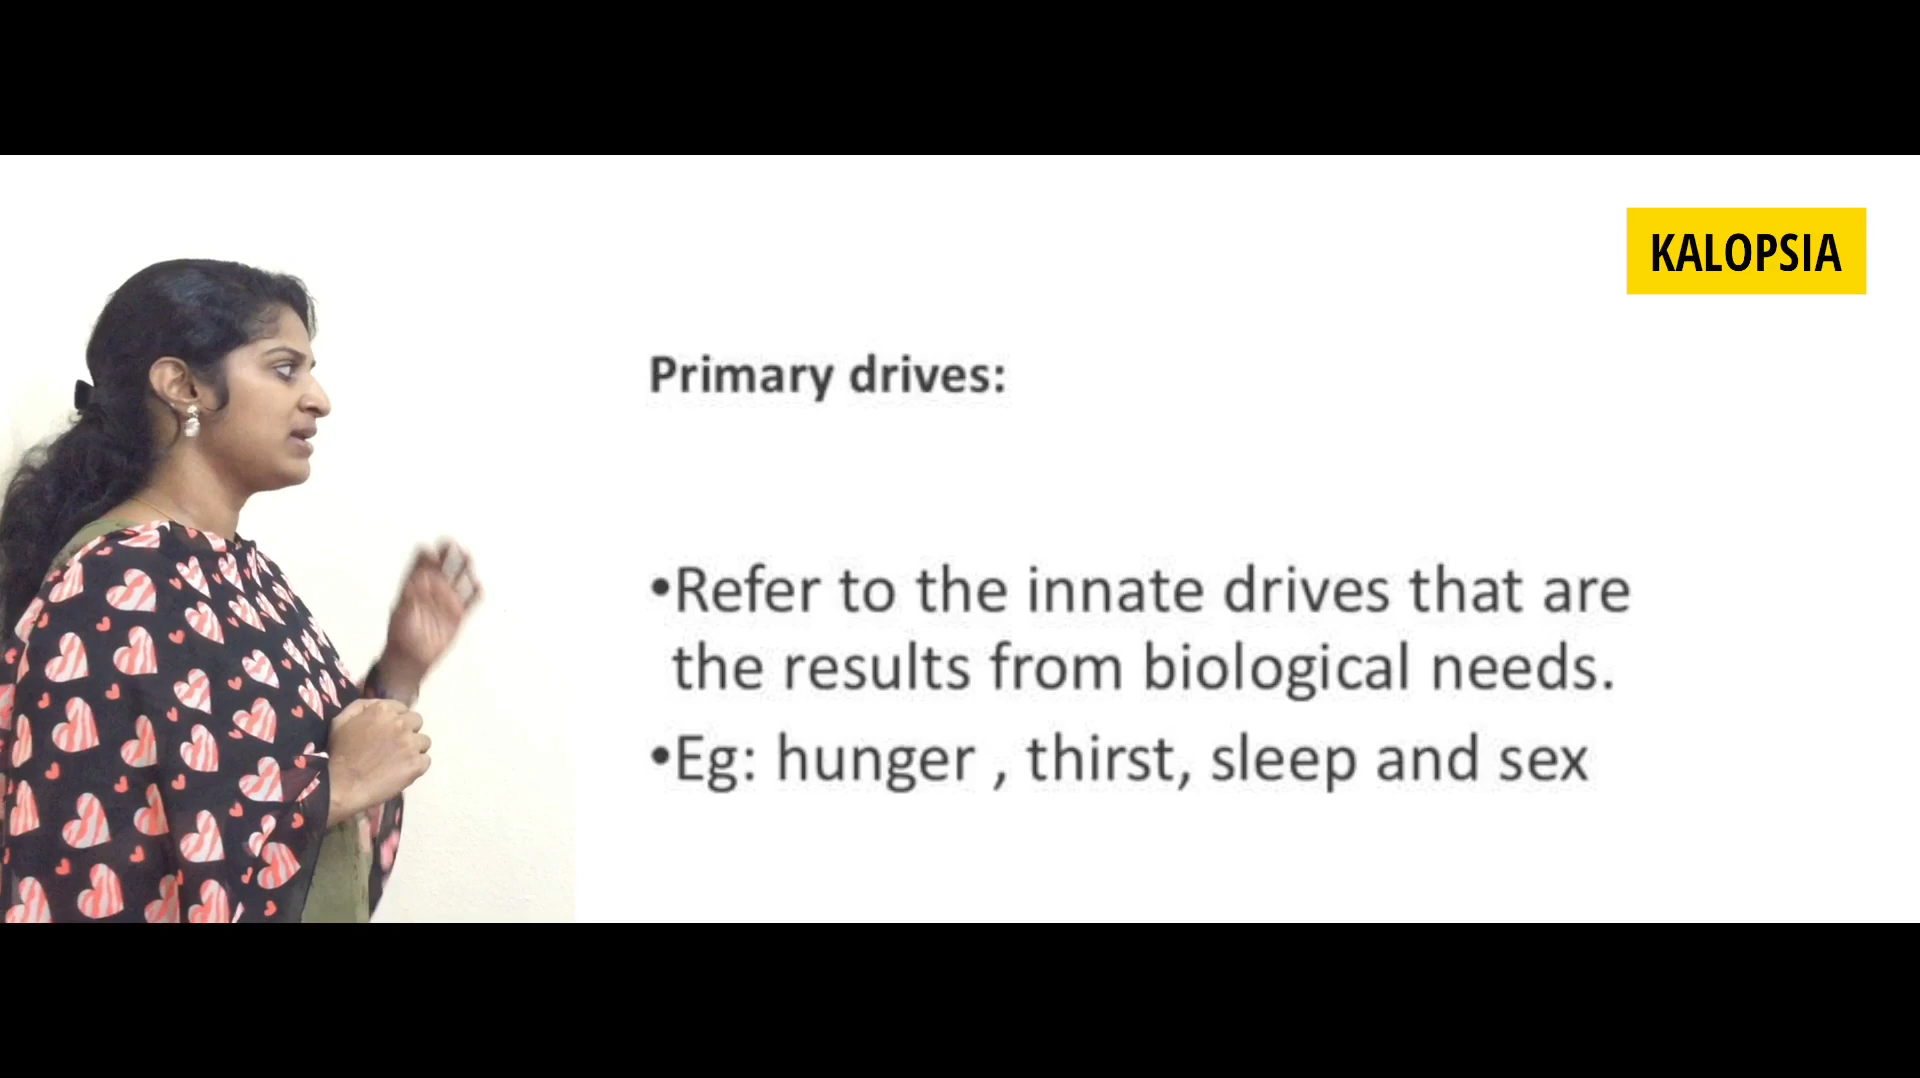 KALOPSIA
Primary drives:
•Refer to the innate drives that are
the results from biological needs.
•Eg: hunger , thirst, sleep and sex